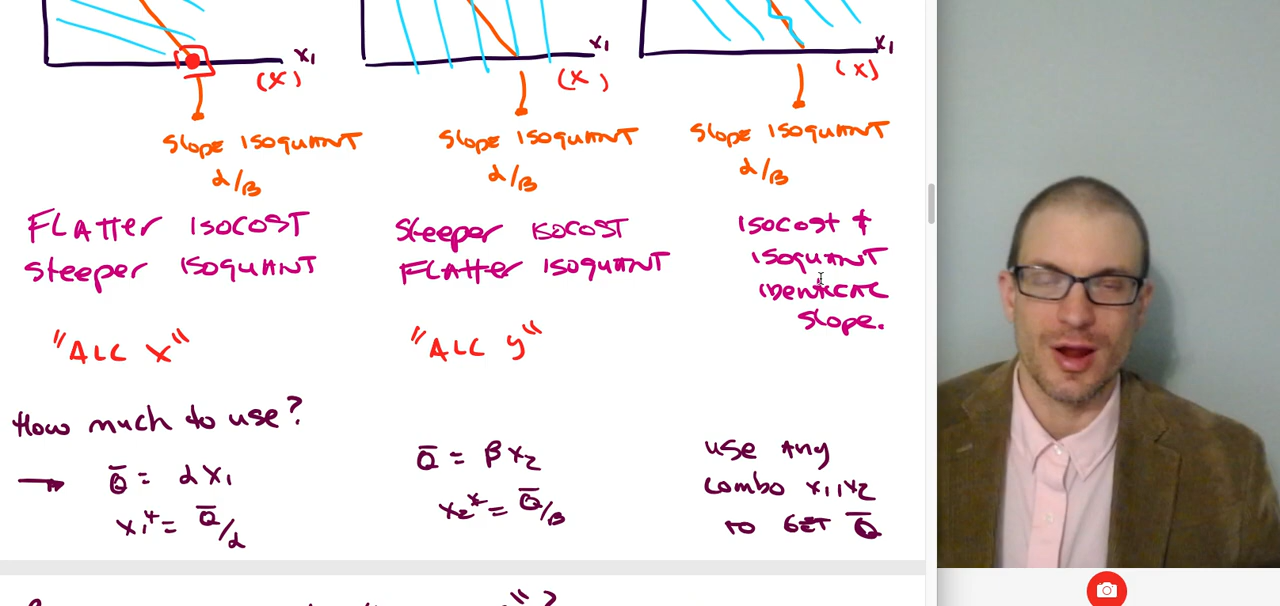 x₁ x₁ x₁
(x) (x) (x)
Slope Isoquant Slope Isoquant Slope Isoquant
α/β α/β α/β
Flatter Isocost
Steeper Isoquant
"ALL X"
How much to use?
→ Q̄ = αx₁
x₁* = Q̄/α
Steeper Isocost
Flatter Isoquant
"ALL y"
Q̄ = βx₂
x₂* = Q̄/β
Isocost &
Isoquant
identical
slope.
use any
combo x₁,x₂
to GET Q̄